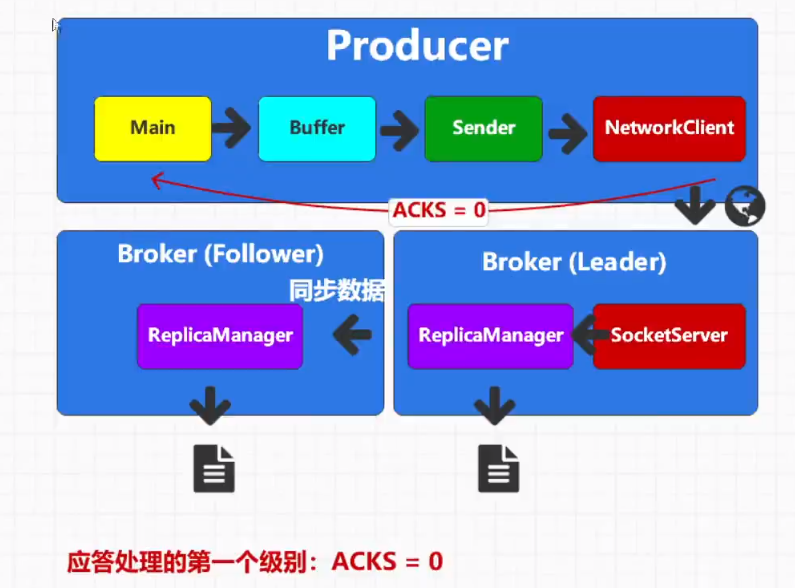 Producer
Main
Buffer
Sender
NetworkClient
ACKS = 0
Broker (Follower)
Broker (Leader)
同步数据
ReplicaManager
ReplicaManager
SocketServer
应答处理的第一个级别：ACKS = 0